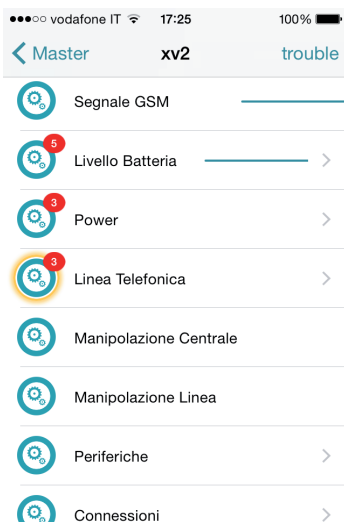 vodafone IT 17:25 100%
Master xv2 trouble
Segnale GSM
5
Livello Batteria
3
Power
3
Linea Telefonica
Manipolazione Centrale
Manipolazione Linea
Periferiche
Connessioni